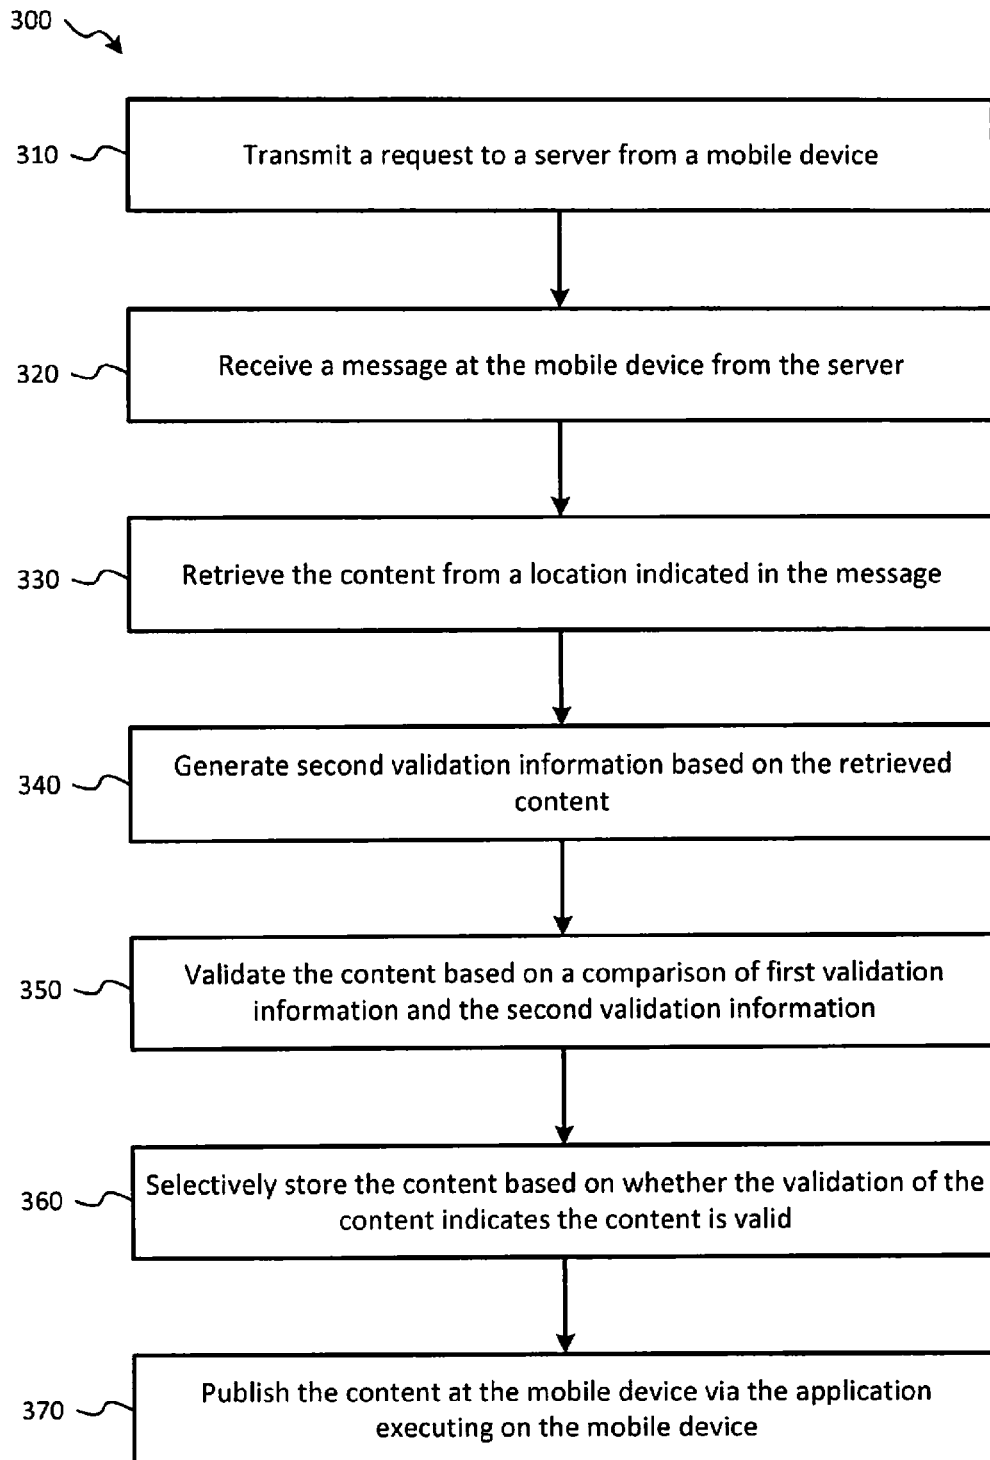 300
310
Transmit a request to a server from a mobile device
320
Receive a message at the mobile device from the server
330
Retrieve the content from a location indicated in the message
340
Generate second validation information based on the retrieved
content
350
Validate the content based on a comparison of first validation
information and the second validation information
360
Selectively store the content based on whether the validation of the
content indicates the content is valid
370
Publish the content at the mobile device via the application
executing on the mobile device